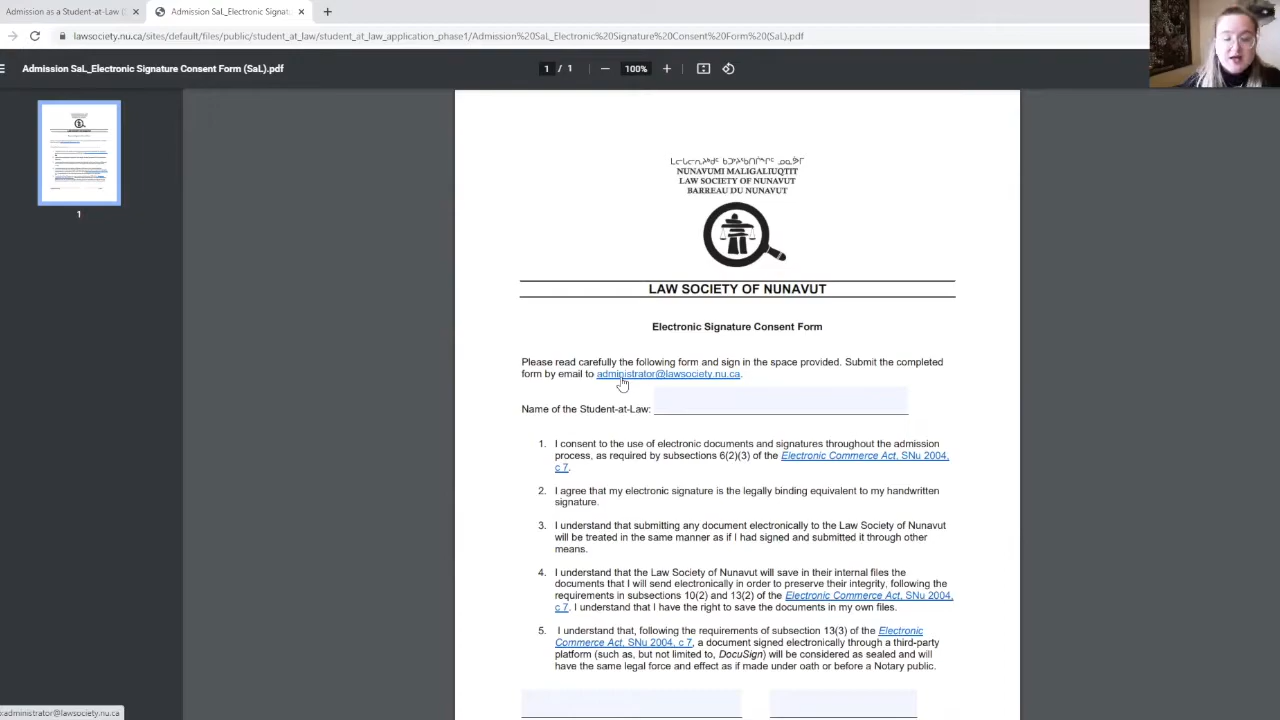 Admission as a Student-at-Law (S
Admission SaL_Electronic Signat
lawsociety.nu.ca/sites/default/files/public/student_at_law/student_at_law_application_phase1/Admission%20SaL_Electronic%20Signature%20Consent%20Form%20(SaL).pdf
Admission SaL_Electronic Signature Consent Form (SaL).pdf
1 / 1
100%
1
NUNAVUMI MALIGALIUQTIT
LAW SOCIETY OF NUNAVUT
BARREAU DU NUNAVUT
LAW SOCIETY OF NUNAVUT
Electronic Signature Consent Form
Please read carefully the following form and sign in the space provided. Submit the completed
form by email to administrator@lawsociety.nu.ca.
Name of the Student-at-Law:
1. I consent to the use of electronic documents and signatures throughout the admission
process, as required by subsections 6(2)(3) of the Electronic Commerce Act, SNu 2004,
c 7.
2. I agree that my electronic signature is the legally binding equivalent to my handwritten
signature.
3. I understand that submitting any document electronically to the Law Society of Nunavut
will be treated in the same manner as if I had signed and submitted it through other
means.
4. I understand that the Law Society of Nunavut will save in their internal files the
documents that I will send electronically in order to preserve their integrity, following the
requirements in subsections 10(2) and 13(2) of the Electronic Commerce Act, SNu 2004,
c 7. I understand that I have the right to save the documents in my own files.
5. I understand that, following the requirements of subsection 13(3) of the Electronic
Commerce Act, SNu 2004, c 7, a document signed electronically through a third-party
platform (such as, but not limited to, DocuSign) will be considered as sealed and will
have the same legal force and effect as if made under oath or before a Notary public.
:administrator@lawsociety.nu.ca